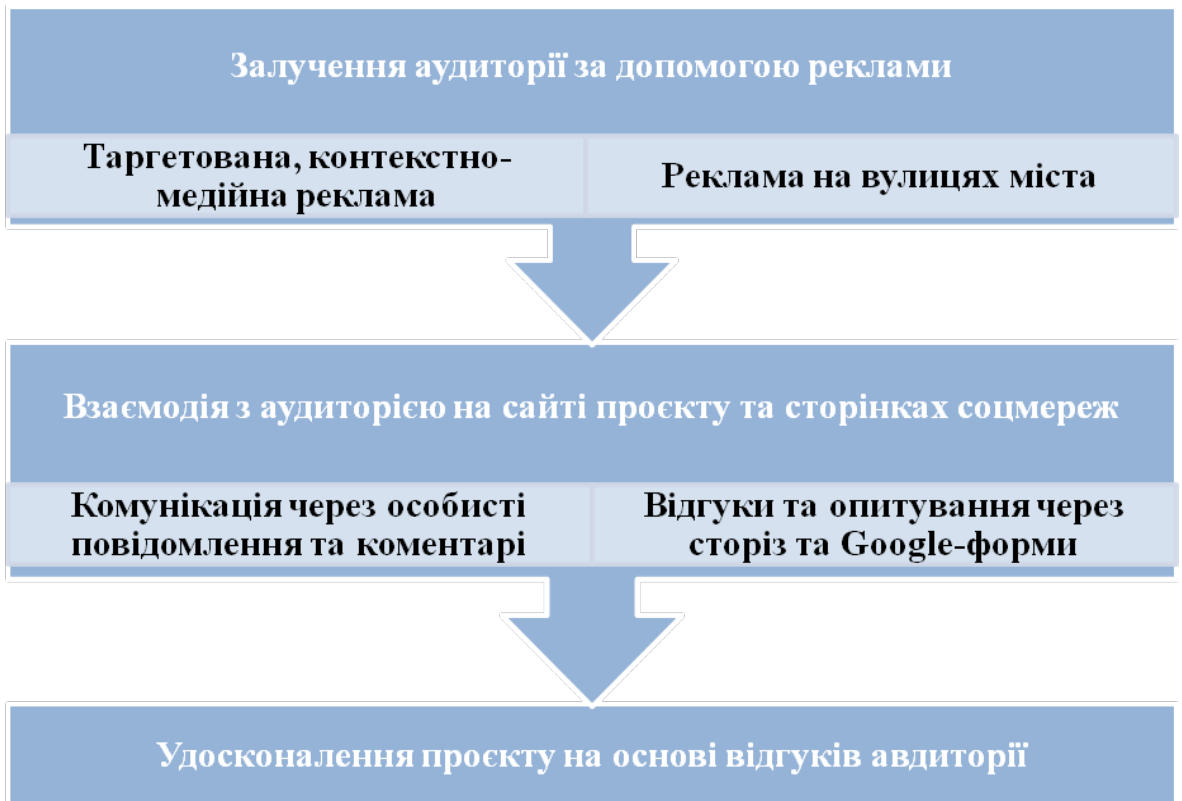 Залучення аудиторії за допомогою реклами
Таргетована, контекстно-
медійна реклама
Реклама на вулицях міста
Взаємодія з аудиторією на сайті проєкту та сторінках соцмереж
Комунікація через особисті
повідомлення та коментарі
Відгуки та опитування через
сторіз та Google-форми
Удосконалення проєкту на основі відгуків авдиторії